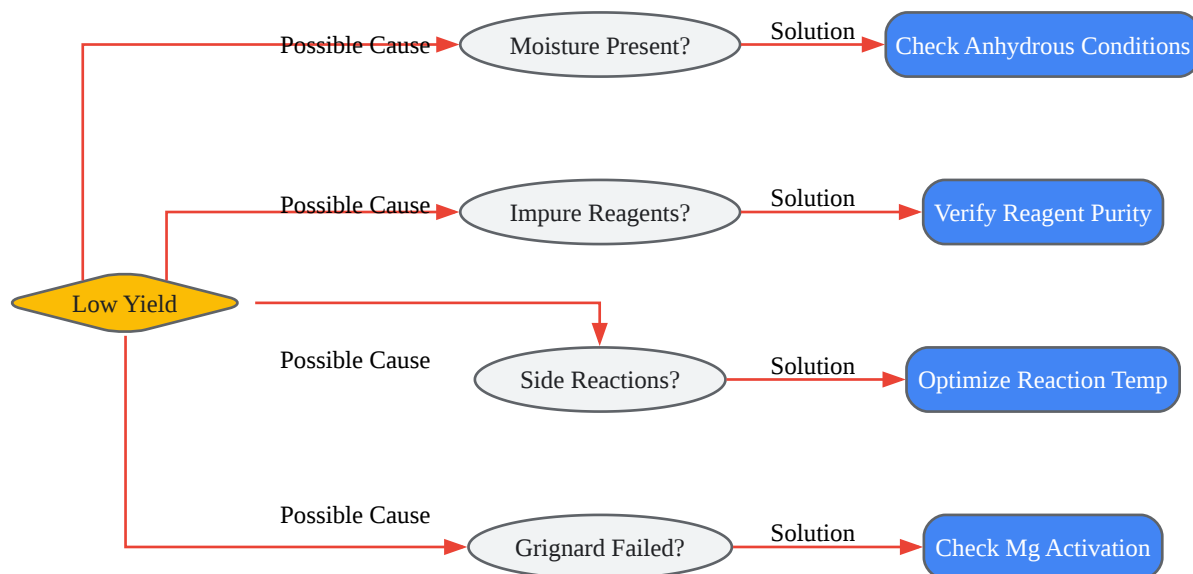 Possible Cause
Moisture Present?
Solution
Check Anhydrous Conditions
Possible Cause
Impure Reagents?
Solution
Verify Reagent Purity
Low Yield
Possible Cause
Side Reactions?
Solution
Optimize Reaction Temp
Possible Cause
Grignard Failed?
Solution
Check Mg Activation